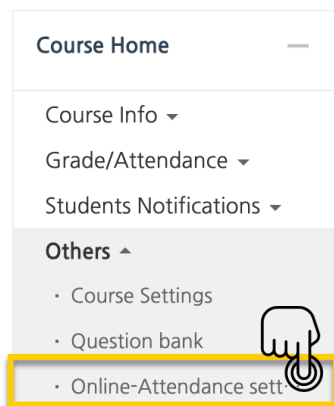 Course Home
Course Info
Grade/Attendance
Students Notifications
Others
· Course Settings
· Question bank
· Online-Attendance sett